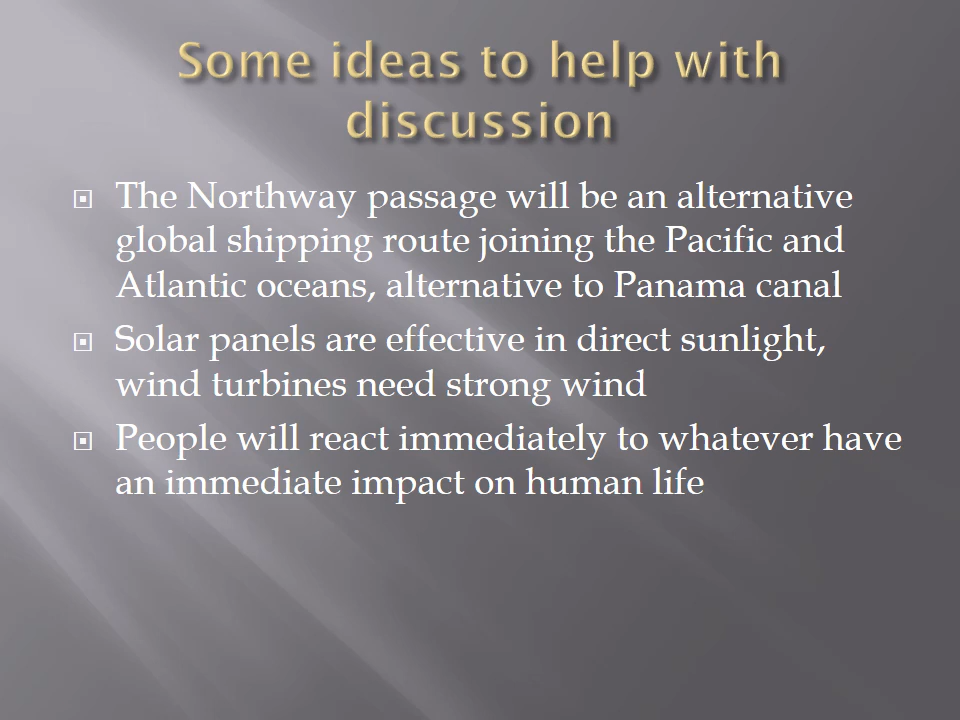 Some ideas to help with
discussion
The Northway passage will be an alternative
global shipping route joining the Pacific and
Atlantic oceans, alternative to Panama canal
Solar panels are effective in direct sunlight,
wind turbines need strong wind
People will react immediately to whatever have
an immediate impact on human life